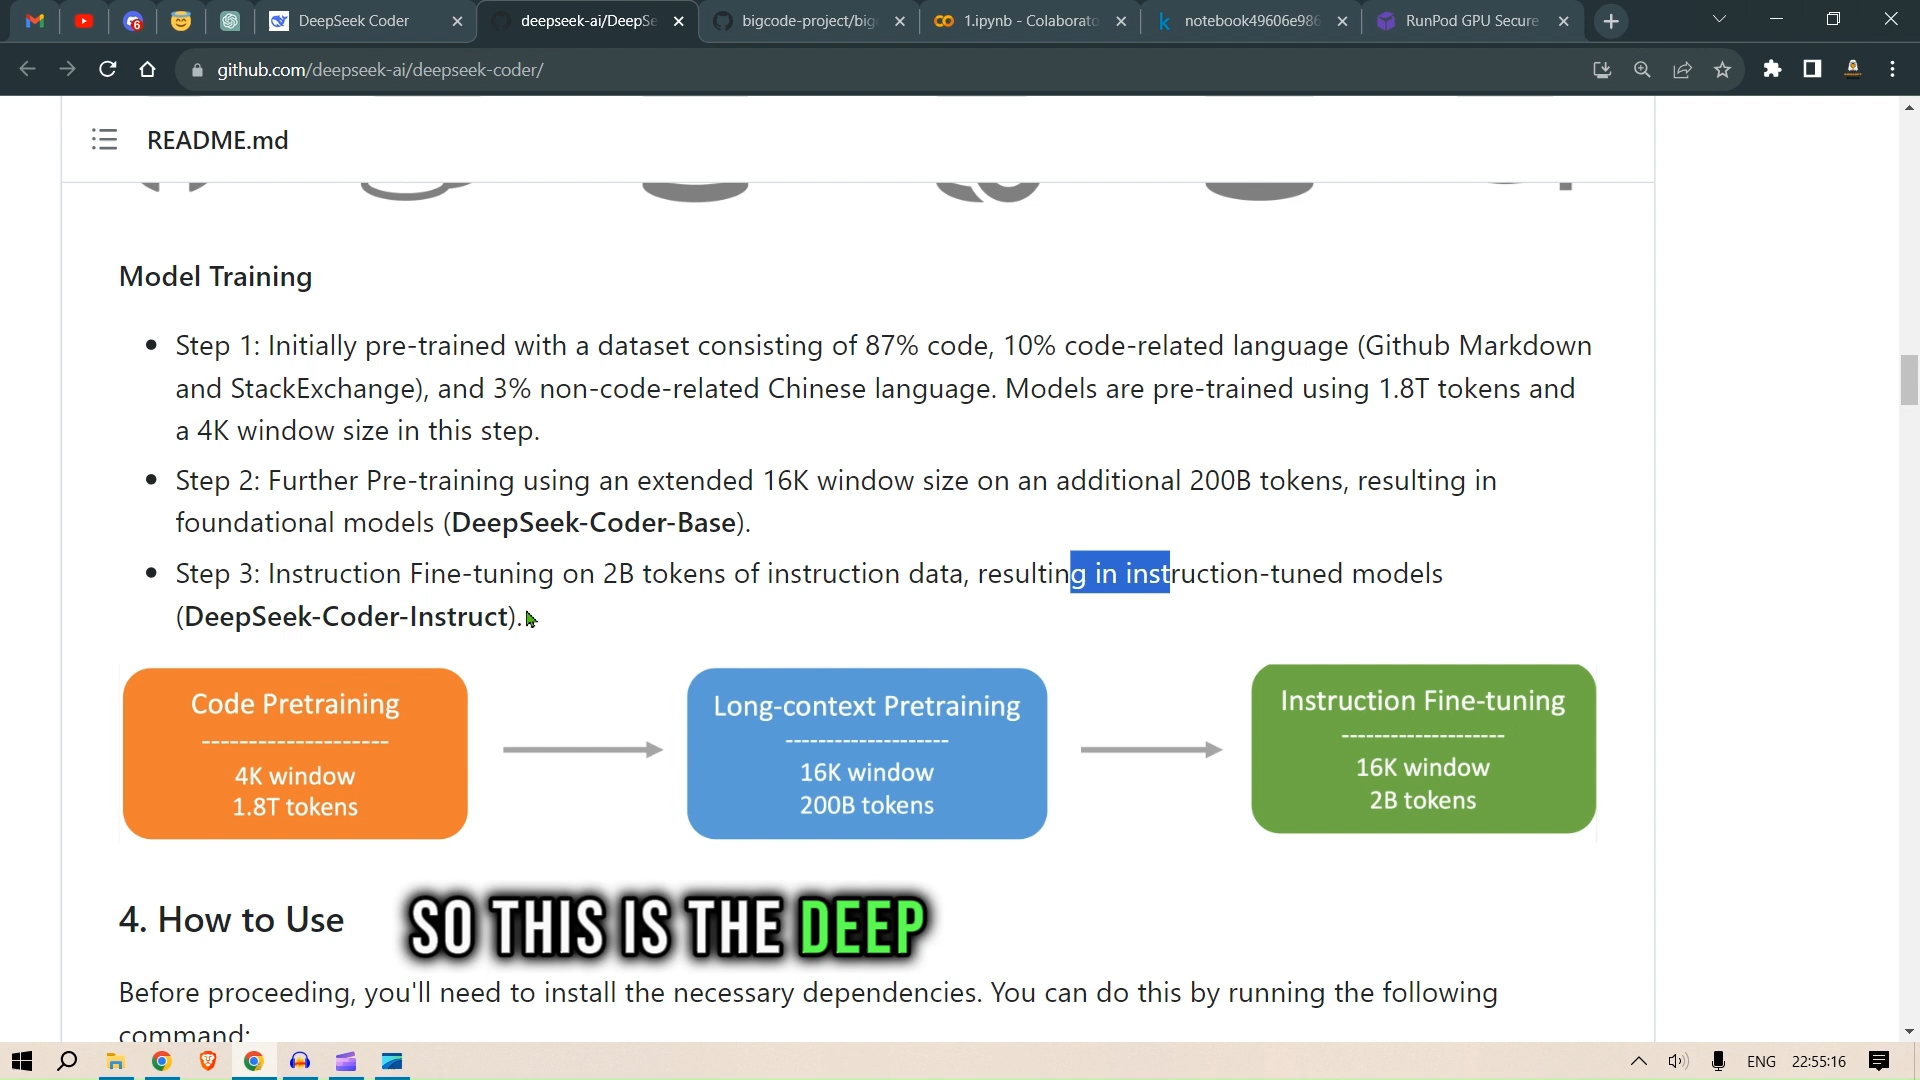 DeepSeek Coder
deepseek-ai/DeepSe
bigcode-project/big
1.ipynb - Colaborato
notebook49606e986
RunPod GPU Secure
github.com/deepseek-ai/deepseek-coder/
README.md
Model Training
Step 1: Initially pre-trained with a dataset consisting of 87% code, 10% code-related language (Github Markdown
and StackExchange), and 3% non-code-related Chinese language. Models are pre-trained using 1.8T tokens and
a 4K window size in this step.
Step 2: Further Pre-training using an extended 16K window size on an additional 200B tokens, resulting in
foundational models (DeepSeek-Coder-Base).
Step 3: Instruction Fine-tuning on 2B tokens of instruction data, resulting in instruction-tuned models
(DeepSeek-Coder-Instruct).
Code Pretraining
--------------------
4K window
1.8T tokens
Long-context Pretraining
--------------------
16K window
200B tokens
Instruction Fine-tuning
--------------------
16K window
2B tokens
4. How to Use
SO THIS IS THE DEEP
Before proceeding, you'll need to install the necessary dependencies. You can do this by running the following
command:
ENG
22:55:16